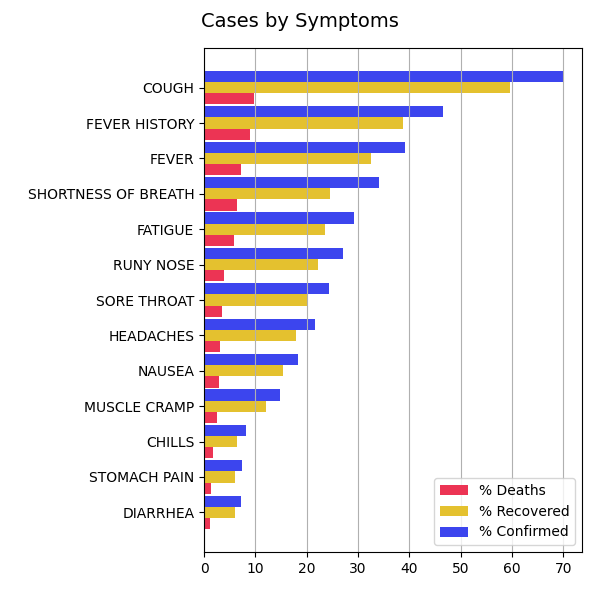 Cases by Symptoms
COUGH
FEVER HISTORY
FEVER
SHORTNESS OF BREATH
FATIGUE
RUNY NOSE
SORE THROAT
HEADACHES
NAUSEA
MUSCLE CRAMP
CHILLS
STOMACH PAIN
DIARRHEA
% Deaths
% Recovered
% Confirmed
0 10 20 30 40 50 60 70